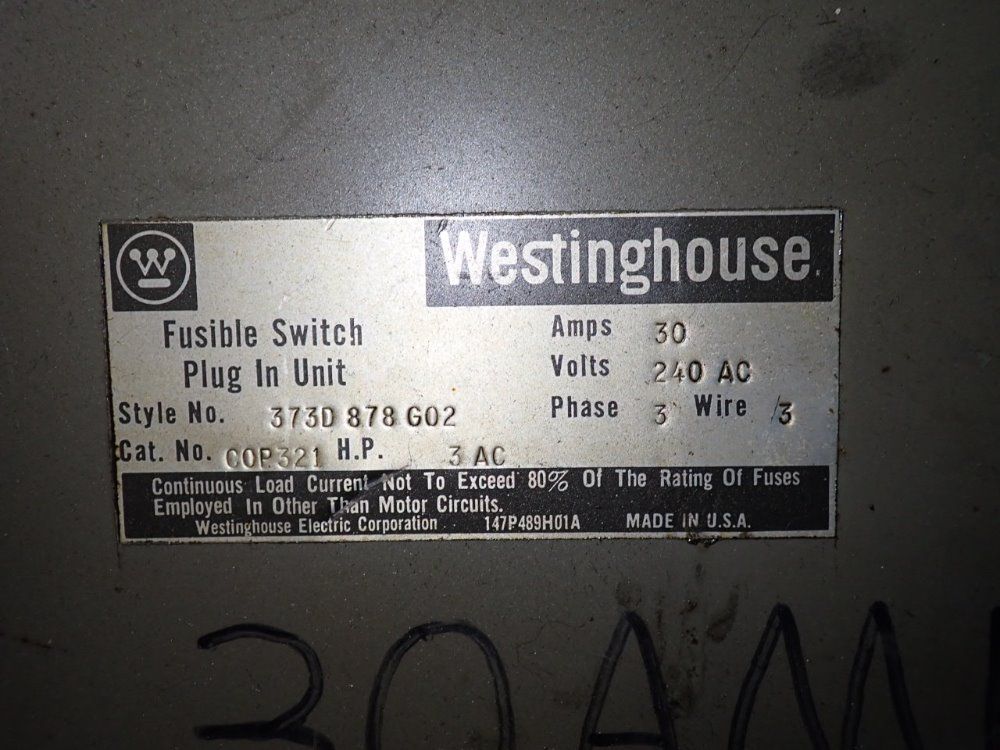 W
Westinghouse
Fusible Switch
Plug In Unit
Amps 30
Volts 240 AC
Phase 3 Wire 3
Style No. 373D 878 G02
Cat. No. COP321 H.P. 3 AC
Continuous Load Current Not To Exceed 80% Of The Rating Of Fuses
Employed In Other Than Motor Circuits.
Westinghouse Electric Corporation 147P489H01A MADE IN U.S.A.
30 AM